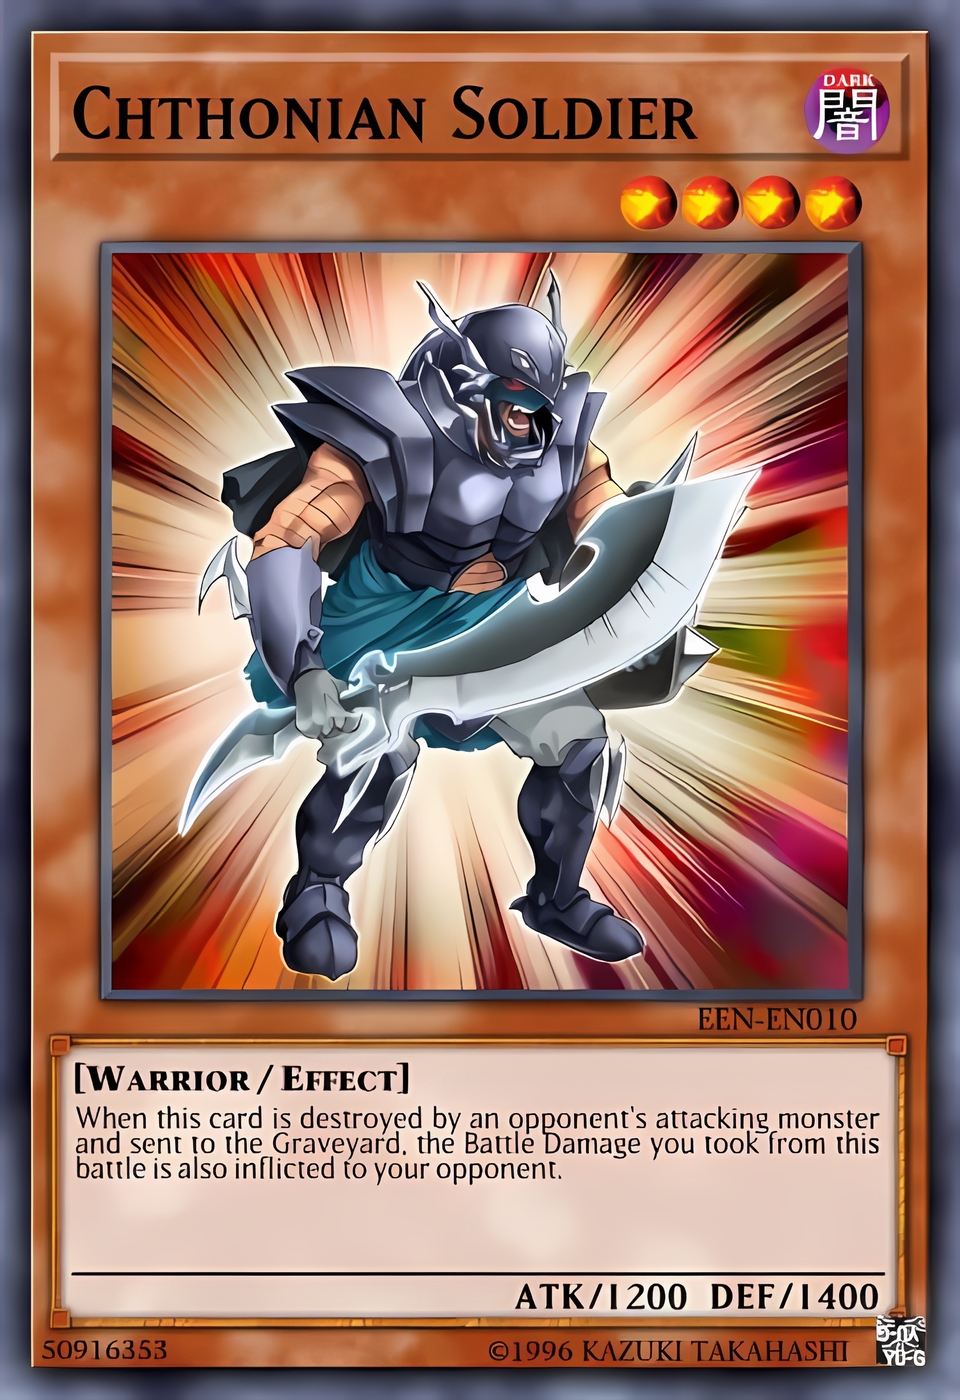 CHTHONIAN SOLDIER
DARK
闇
EEN-EN010
[WARRIOR / EFFECT]
When this card is destroyed by an opponent's attacking monster
and sent to the Graveyard, the Battle Damage you took from this
battle is also inflicted to your opponent.
ATK/1200 DEF/1400
50916353
©1996 KAZUKI TAKAHASHI